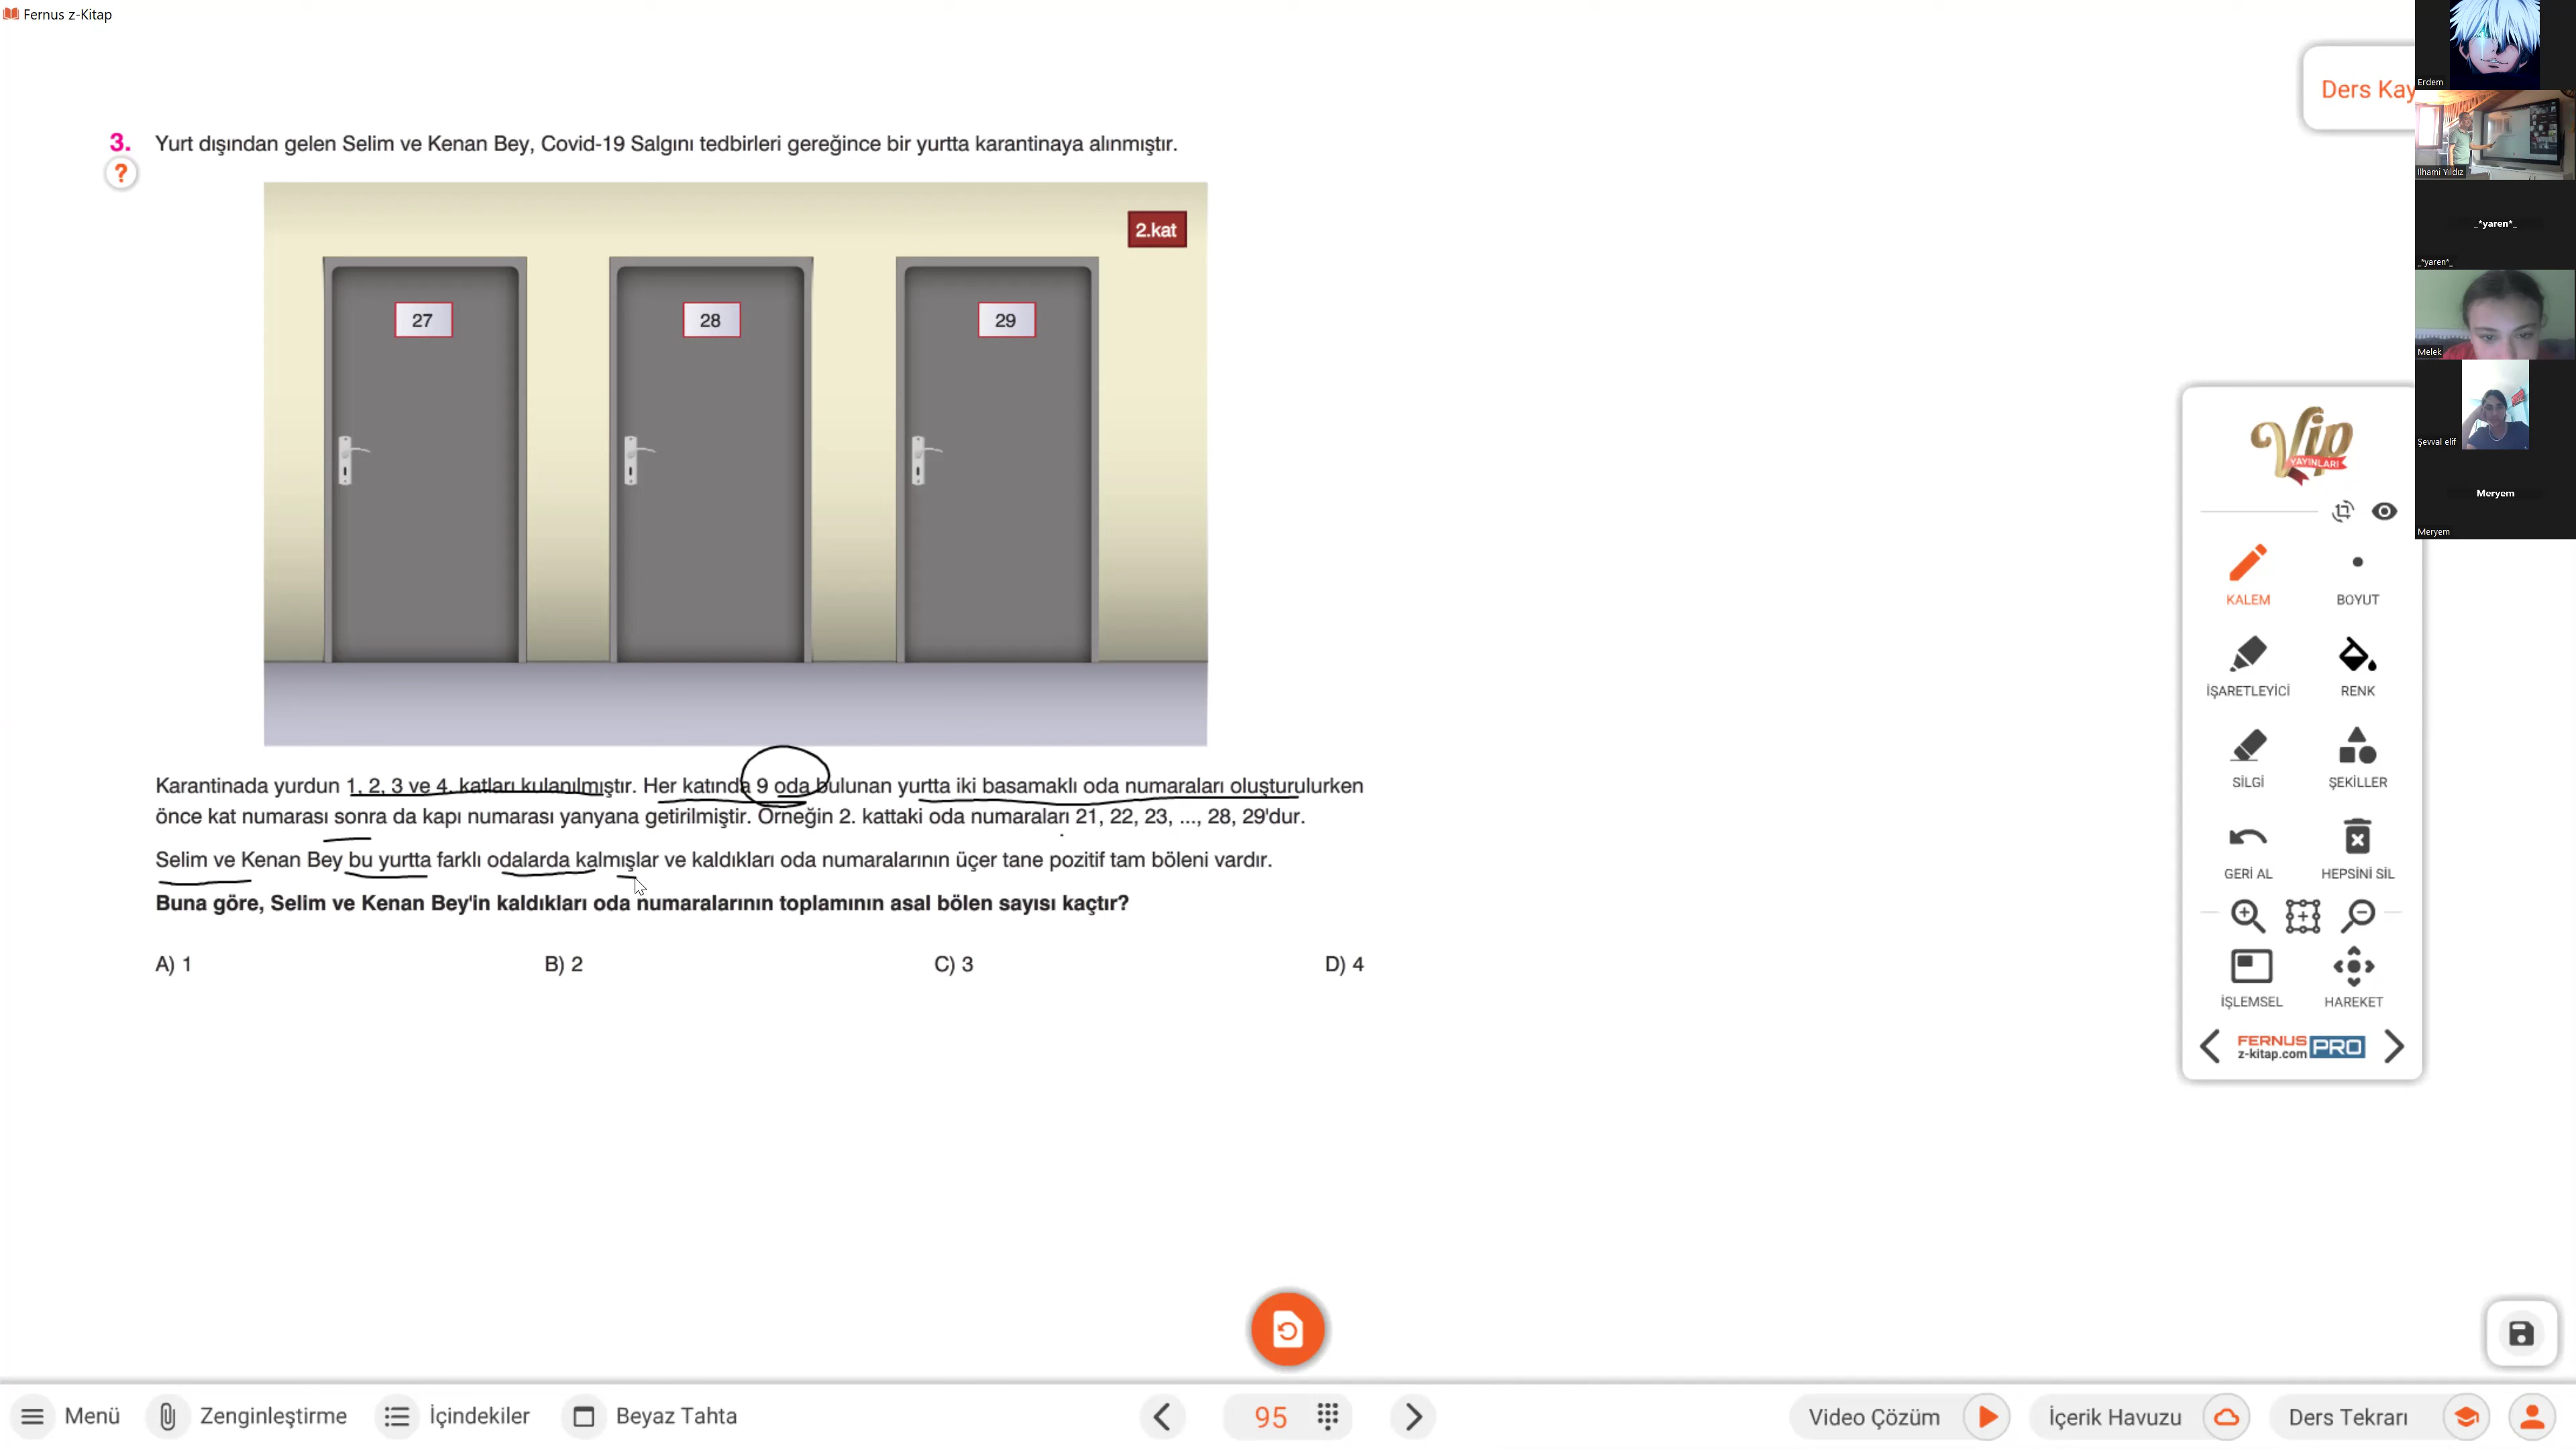 Fernus z-Kitap
Ders Kay
Erdem
İlhami Yıldız
_*yaren*_
_*yaren*_
Melek
Şevval elif
Meryem
Meryem
3. Yurt dışından gelen Selim ve Kenan Bey, Covid-19 Salgını tedbirleri gereğince bir yurtta karantinaya alınmıştır.
?
2.kat
27 28 29
Karantinada yurdun 1, 2, 3 ve 4. katları kulanılmıştır. Her katında 9 oda bulunan yurtta iki basamaklı oda numaraları oluşturulurken
önce kat numarası sonra da kapı numarası yanyana getirilmiştir. Örneğin 2. kattaki oda numaraları 21, 22, 23, ..., 28, 29'dur.
Selim ve Kenan Bey bu yurtta farklı odalarda kalmışlar ve kaldıkları oda numaralarının üçer tane pozitif tam böleni vardır.
Buna göre, Selim ve Kenan Bey'in kaldıkları oda numaralarının toplamının asal bölen sayısı kaçtır?
A) 1 B) 2 C) 3 D) 4
Vip
YAYINLARI
KALEM BOYUT
İŞARETLEYİCİ RENK
SİLGİ ŞEKİLLER
GERİ AL HEPSİNİ SİL
İŞLEMSEL HAREKET
FERNUS PRO
z-kitap.com
Menü Zenginleştirme İçindekiler Beyaz Tahta 95 Video Çözüm İçerik Havuzu Ders Tekrarı